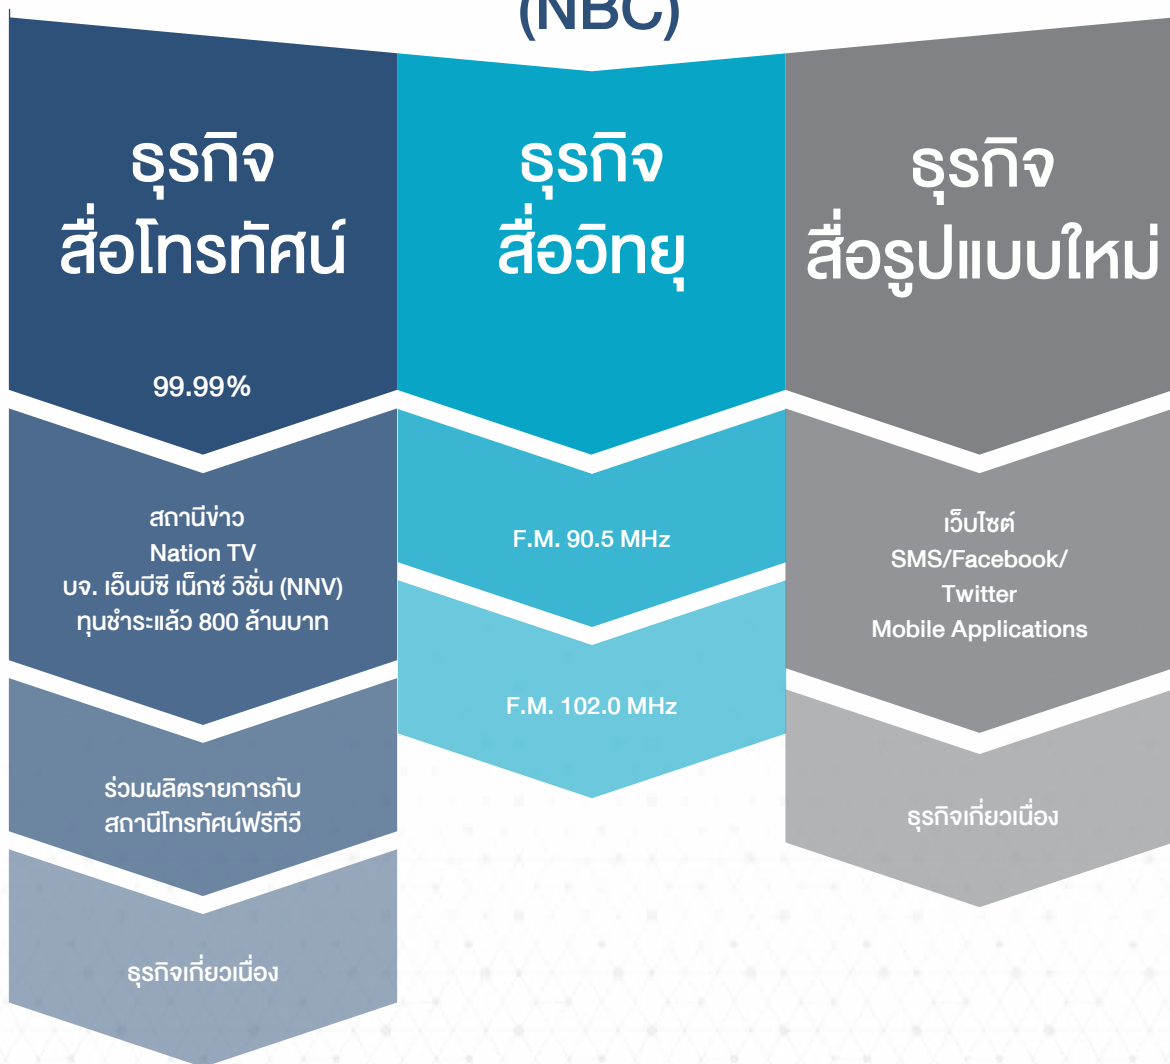 (NBC)
ธุรกิจ
สื่อโทรทัศน์
99.99%
สถานีข่าว
Nation TV
บจ. เอ็นบีซี เน็กซ์ วิชั่น (NNV)
ทุนชำระแล้ว 800 ล้านบาท
ร่วมผลิตรายการกับ
สถานีโทรทัศน์ฟรีทีวี
ธุรกิจเกี่ยวเนื่อง
ธุรกิจ
สื่อวิทยุ
F.M. 90.5 MHz
F.M. 102.0 MHz
ธุรกิจ
สื่อรูปแบบใหม่
เว็บไซต์
SMS/Facebook/
Twitter
Mobile Applications
ธุรกิจเกี่ยวเนื่อง